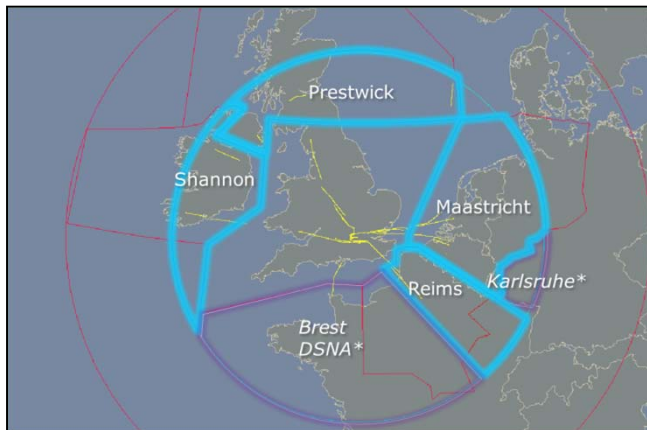 Prestwick
Shannon
Maastricht
Karlsruhe*
Reims
Brest
DSNA*